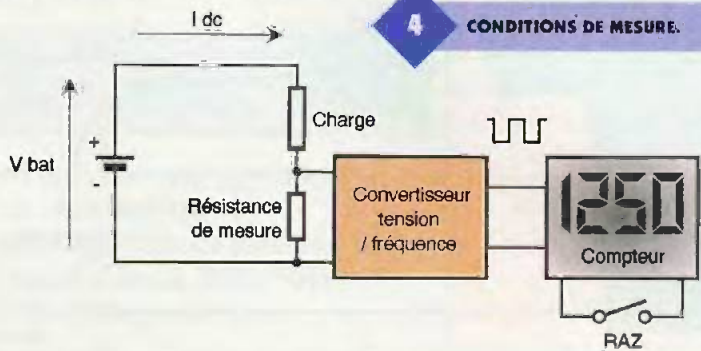 I dc
4
CONDITIONS DE MESURE.
V bat
+
-
Charge
Résistance
de mesure
Convertisseur
tension
/ fréquence
1250
Compteur
RAZ